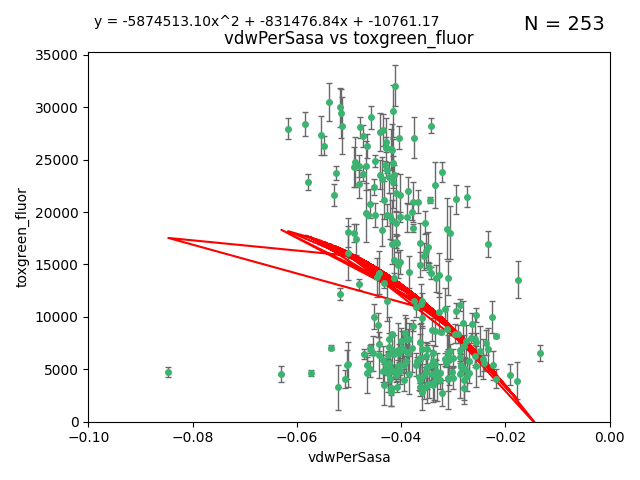 y = -5874513.10x^2 + -831476.84x + -10761.17
N = 253
vdwPerSasa vs toxgreen_fluor
35000
30000
25000
20000
15000
10000
5000
0
toxgreen_fluor
−0.10
−0.08
−0.06
−0.04
−0.02
0.00
vdwPerSasa